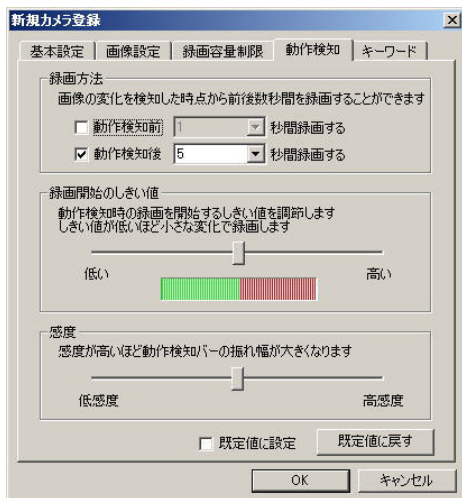 新規カメラ登録
基本設定 画像設定 録画容量制限 動作検知 キーワード
録画方法
画像の変化を検知した時点から前後数秒間を録画することができます
動作検知前 1 秒間録画する
動作検知後 5 秒間録画する
録画開始のしきい値
動作検知時の録画を開始するしきい値を調節します
しきい値が低いほど小さな変化で録画します
低い 高い
感度
感度が高いほど動作検知バーの振れ幅が大きくなります
低感度 高感度
既定値に設定 既定値に戻す
OK キャンセル